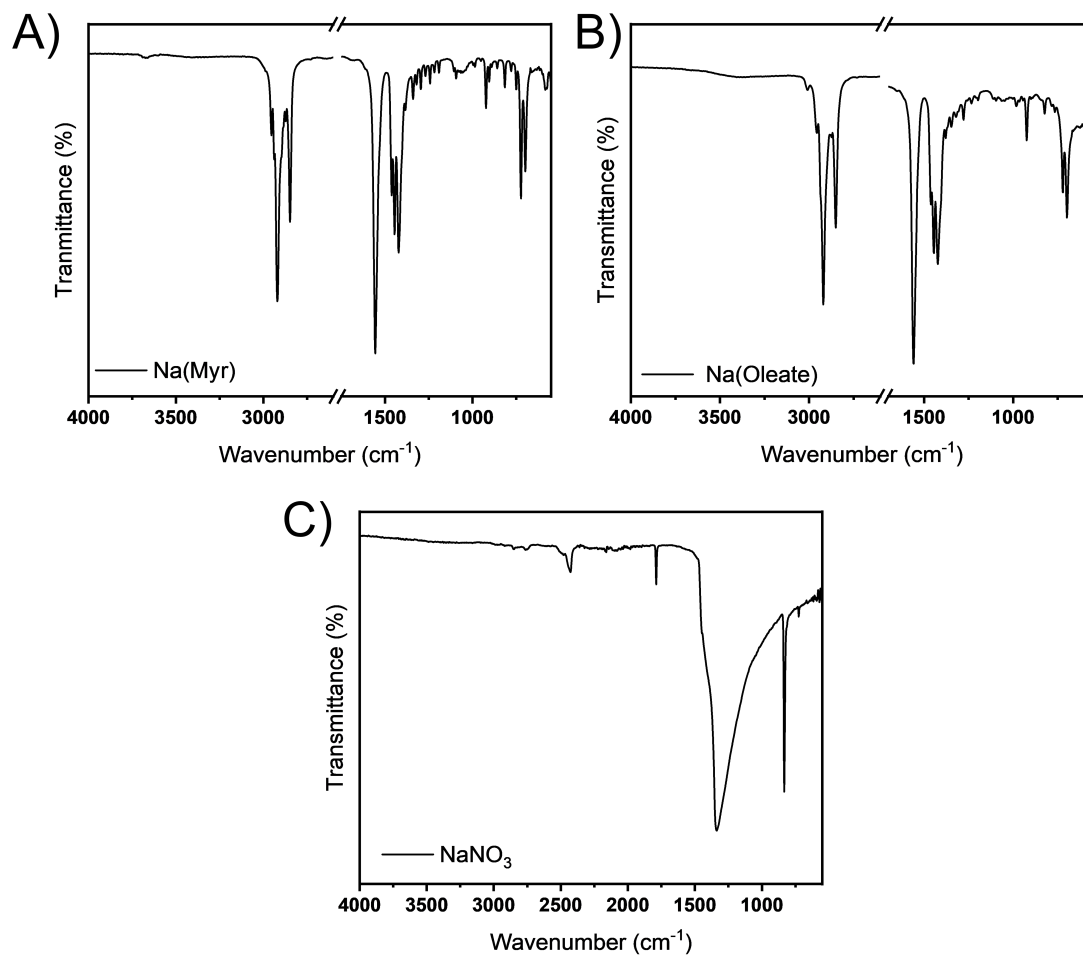 A)
Tranmittance (%)
Na(Myr)
4000 3500 3000 1500 1000
Wavenumber (cm⁻¹)
B)
Transmittance (%)
Na(Oleate)
4000 3500 3000 1500 1000
Wavenumber (cm⁻¹)
C)
Transmittance (%)
NaNO₃
4000 3500 3000 2500 2000 1500 1000
Wavenumber (cm⁻¹)